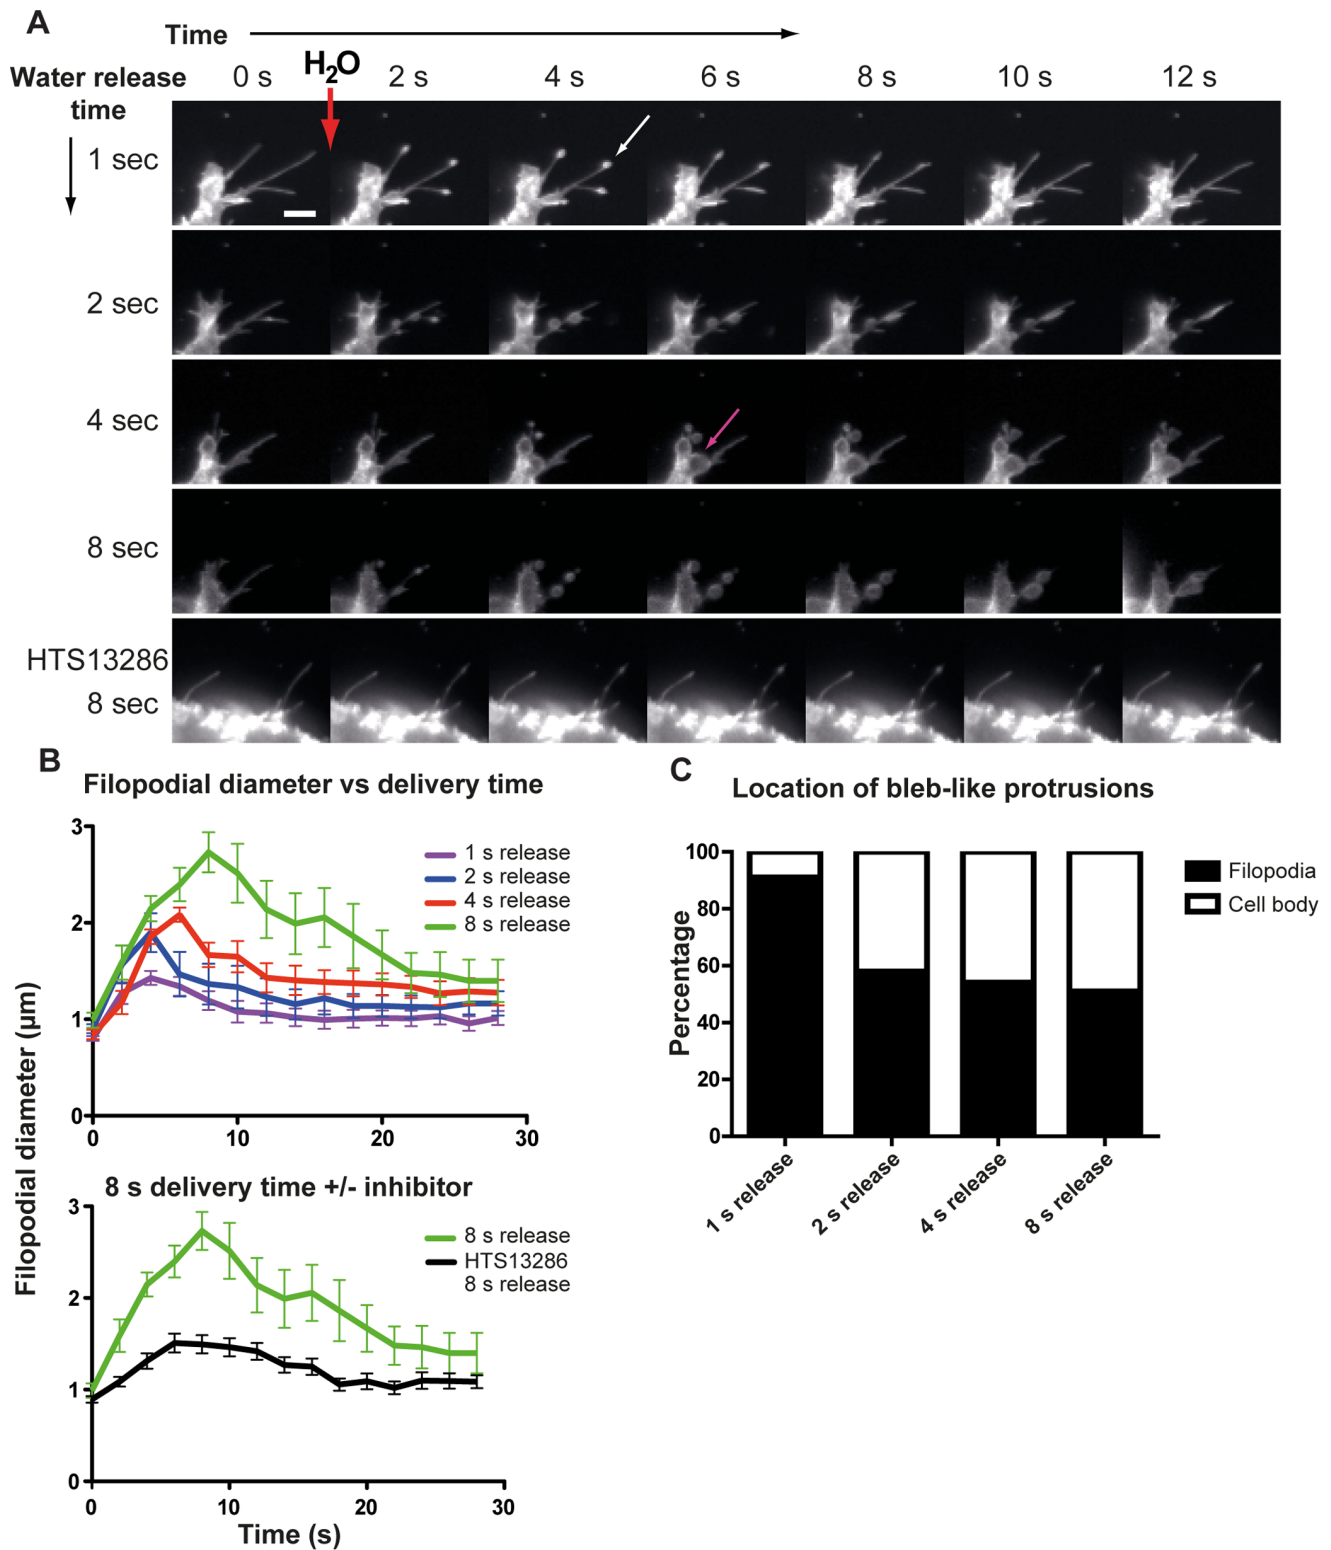 A
Time
Water release time
0 s
H2O
2 s
4 s
6 s
8 s
10 s
12 s
1 sec
2 sec
4 sec
8 sec
HTS13286
8 sec
B
Filopodial diameter vs delivery time
3
2
1
0
0
10
20
30
1 s release
2 s release
4 s release
8 s release
8 s delivery time +/- inhibitor
3
2
1
0
0
10
20
30
8 s release
HTS13286
8 s release
Filopodial diameter (µm)
Time (s)
C
Location of bleb-like protrusions
100
80
60
40
20
0
Percentage
Filopodia
Cell body
1 s release
2 s release
4 s release
8 s release